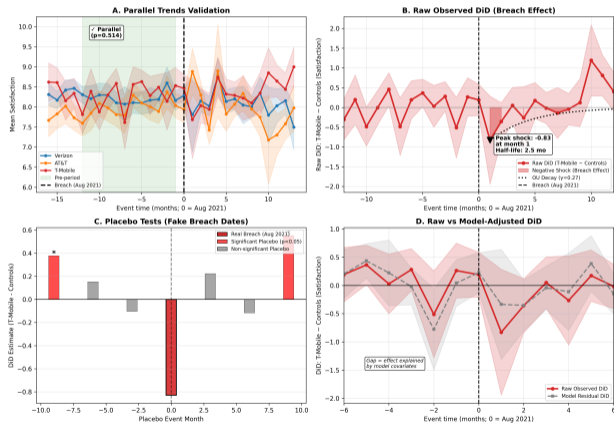 A. Parallel Trends Validation
Mean Satisfaction
10.0
9.5
9.0
8.5
8.0
7.5
7.0
6.5
6.0
✓ Parallel
(p=0.514)
Verizon
AT&T
T-Mobile
Pre-period
Breach (Aug 2021)
−15
−10
−5
0
5
10
Event time (months; 0 = Aug 2021)
B. Raw Observed DiD (Breach Effect)
Raw DiD: T-Mobile − Controls (Satisfaction)
2.0
1.5
1.0
0.5
0.0
−0.5
−1.0
−1.5
−2.0
Peak shock: -0.83
at month 1
Half-life: 2.5 mo
Raw DiD (T-Mobile − Controls)
Negative Shock (Breach Effect)
OU Decay (γ=0.27)
Breach (Aug 2021)
−10
−5
0
5
10
Event time (months; 0 = Aug 2021)
C. Placebo Tests (Fake Breach Dates)
DiD Estimate (T-Mobile - Controls)
0.6
0.4
0.2
0.0
−0.2
−0.4
−0.6
−0.8
*
Real Breach (Aug 2021)
Significant Placebo (p<0.05)
Non-significant Placebo
−10.0
−7.5
−5.0
−2.5
0.0
2.5
5.0
7.5
10.0
Placebo Event Month
D. Raw vs Model-Adjusted DiD
DiD: T-Mobile − Controls (Satisfaction)
1.0
0.5
0.0
−0.5
−1.0
−1.5
−2.0
Gap = effect explained
by model covariates
Raw Observed DiD
Model Residual DiD
−6
−4
−2
0
2
4
6
Event time (months; 0 = Aug 2021)